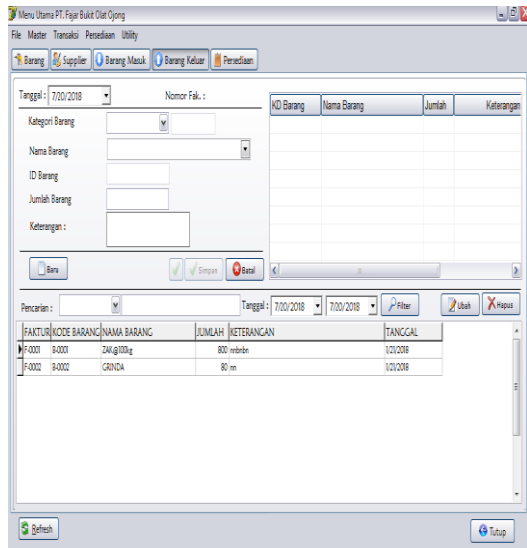 Menu Utama PT. Fajar Bukit Olat Ojong
File Master Transaksi Persediaan Utility
Barang Supplier Barang Masuk Barang Keluar Persediaan
Tanggal : 7/20/2018 Nomor Fak. :
KD Barang Nama Barang Jumlah Keterangan
Kategori Barang
Nama Barang
ID Barang
Jumlah Barang
Keterangan :
Baru Simpan Batal
Pencarian : Tanggal : 7/20/2018 7/20/2018 Filter Ubah Hapus
FAKTUR KODE BARANG NAMA BARANG JUMLAH KETERANGAN TANGGAL
F-0001 B-0001 ZAK@100kg 800 nnbnbn 1/21/2018
F-0002 B-0002 GRINDA 80 nn 1/21/2018
Refresh Tutup